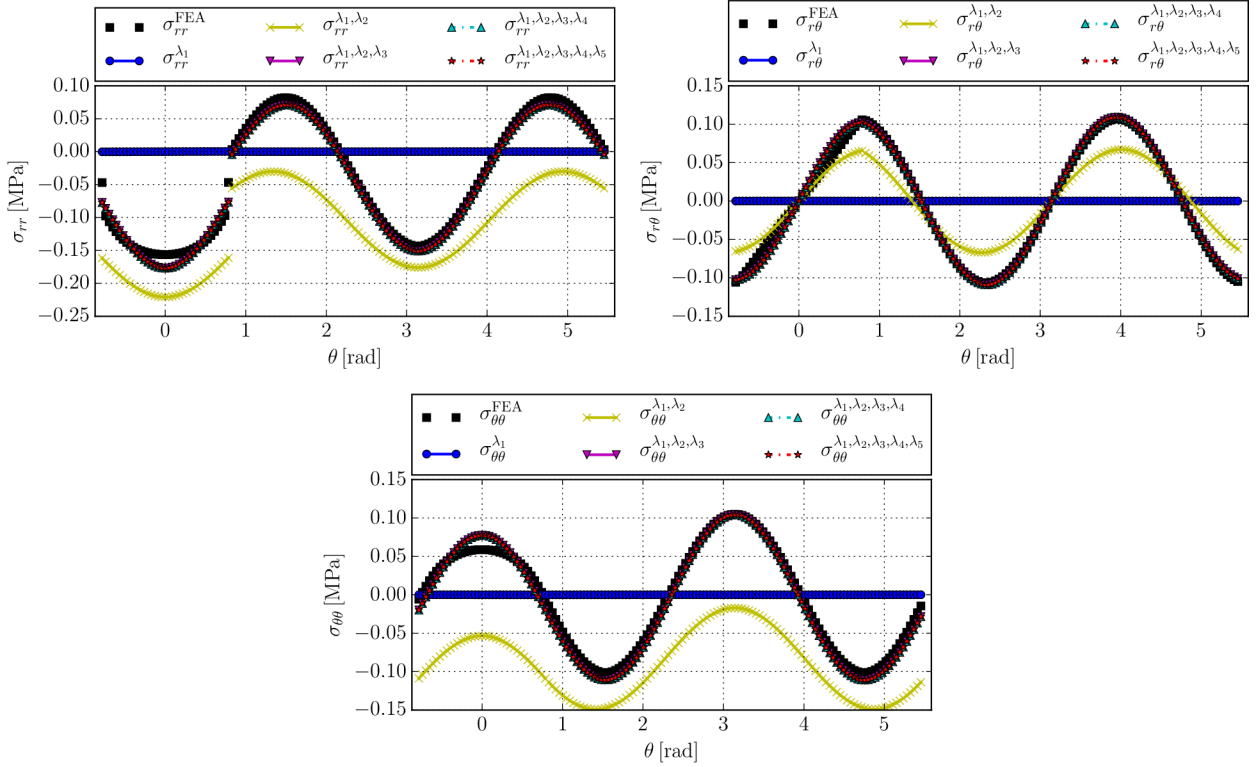 σ_rr^FEA σ_rr^λ₁,λ₂ σ_rr^λ₁,λ₂,λ₃,λ₄
σ_rr^λ₁ σ_rr^λ₁,λ₂,λ₃ σ_rr^λ₁,λ₂,λ₃,λ₄,λ₅
0.10
0.05
0.00
−0.05
−0.10
−0.15
−0.20
−0.25
σ_rr [MPa]
0 1 2 3 4 5
θ [rad]
σ_rθ^FEA σ_rθ^λ₁,λ₂ σ_rθ^λ₁,λ₂,λ₃,λ₄
σ_rθ^λ₁ σ_rθ^λ₁,λ₂,λ₃ σ_rθ^λ₁,λ₂,λ₃,λ₄,λ₅
0.15
0.10
0.05
0.00
−0.05
−0.10
−0.15
σ_rθ [MPa]
0 1 2 3 4 5
θ [rad]
σ_θθ^FEA σ_θθ^λ₁,λ₂ σ_θθ^λ₁,λ₂,λ₃,λ₄
σ_θθ^λ₁ σ_θθ^λ₁,λ₂,λ₃ σ_θθ^λ₁,λ₂,λ₃,λ₄,λ₅
0.15
0.10
0.05
0.00
−0.05
−0.10
−0.15
σ_θθ [MPa]
0 1 2 3 4 5
θ [rad]